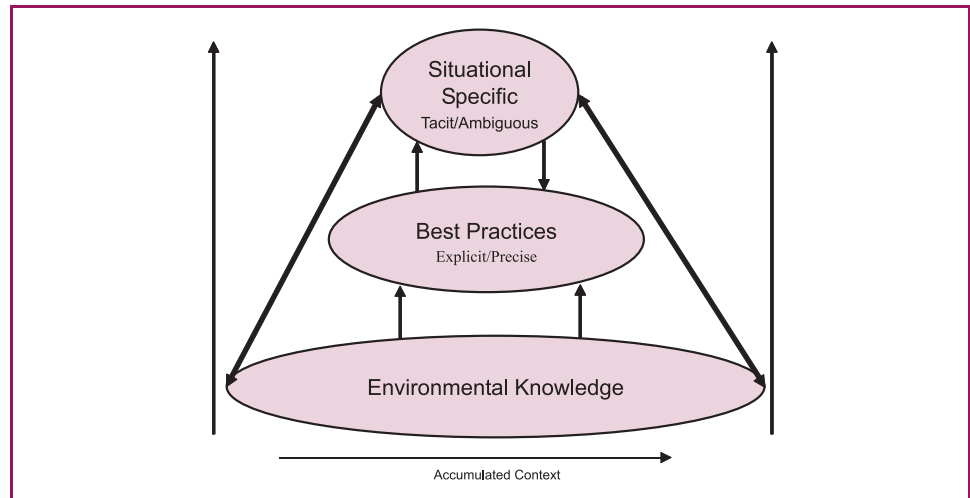 Situational
Specific
Tacit/Ambiguous
Best Practices
Explicit/Precise
Environmental Knowledge
Accumulated Context